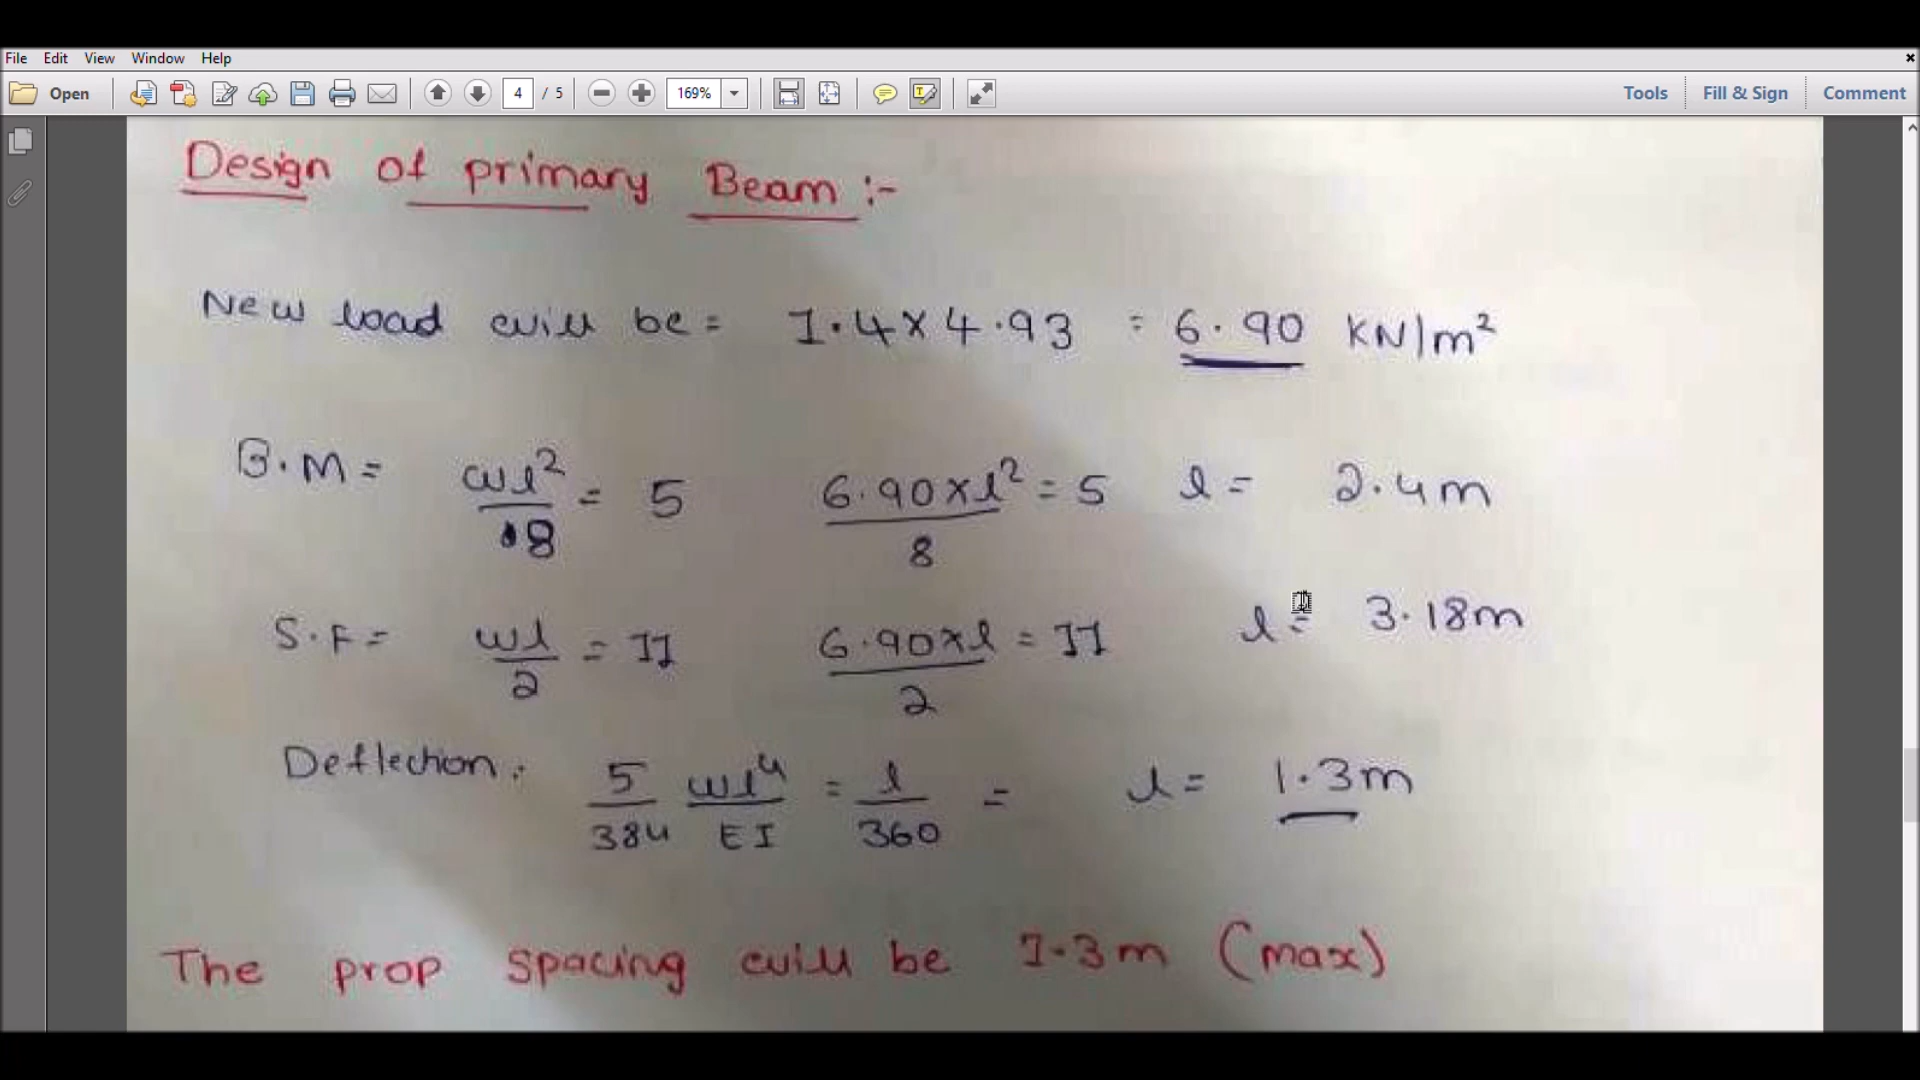 File Edit View Window Help
Open 4 / 5 169% Tools Fill & Sign Comment
Design of primary Beam :-
New load will be = 1.4 × 4.93 = 6.90 KN/m²
B.M = wl²/8 = 5 6.90×l²/8 = 5 l = 2.4m
S.F = wl/2 = 11 6.90×l/2 = 11 l = 3.18m
Deflection : 5/384 wl⁴/EI = l/360 = l = 1.3m
The prop spacing will be 1.3m (max)